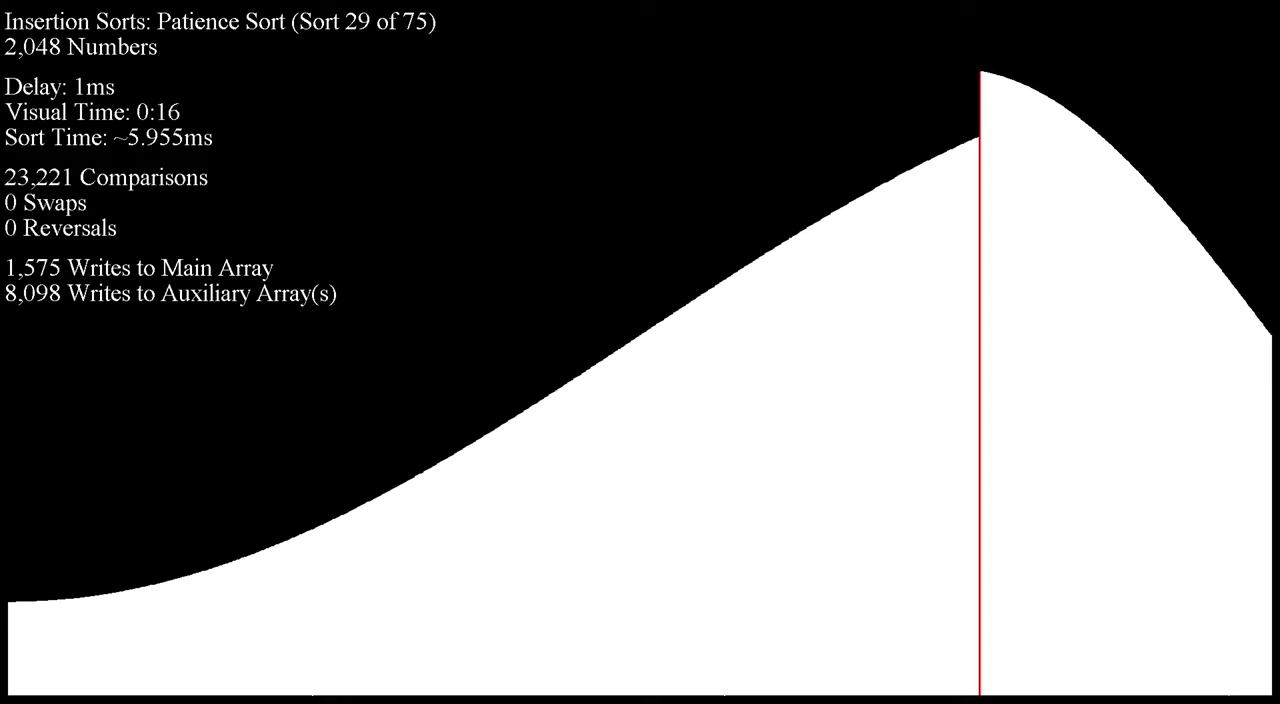 Insertion Sorts: Patience Sort (Sort 29 of 75)
2,048 Numbers
Delay: 1ms
Visual Time: 0:16
Sort Time: ~5.955ms
23,221 Comparisons
0 Swaps
0 Reversals
1,575 Writes to Main Array
8,098 Writes to Auxiliary Array(s)